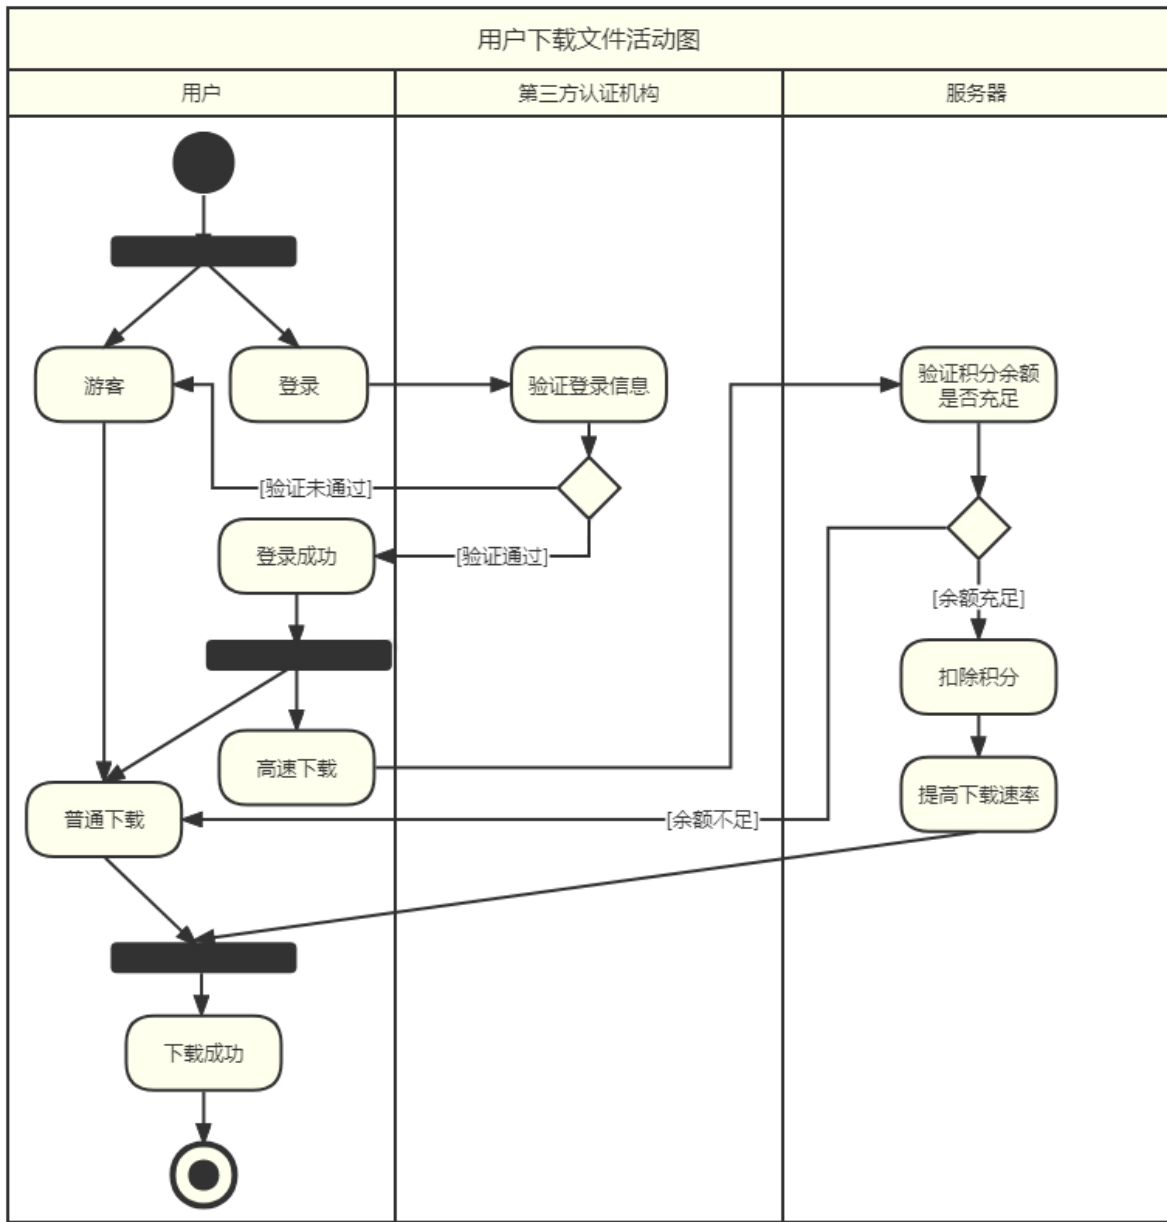 用户下载文件活动图
用户
第三方认证机构
服务器
游客
登录
验证登录信息
验证积分余额
是否充足
[验证未通过]
登录成功
[验证通过]
[余额充足]
扣除积分
高速下载
提高下载速率
普通下载
[余额不足]
下载成功